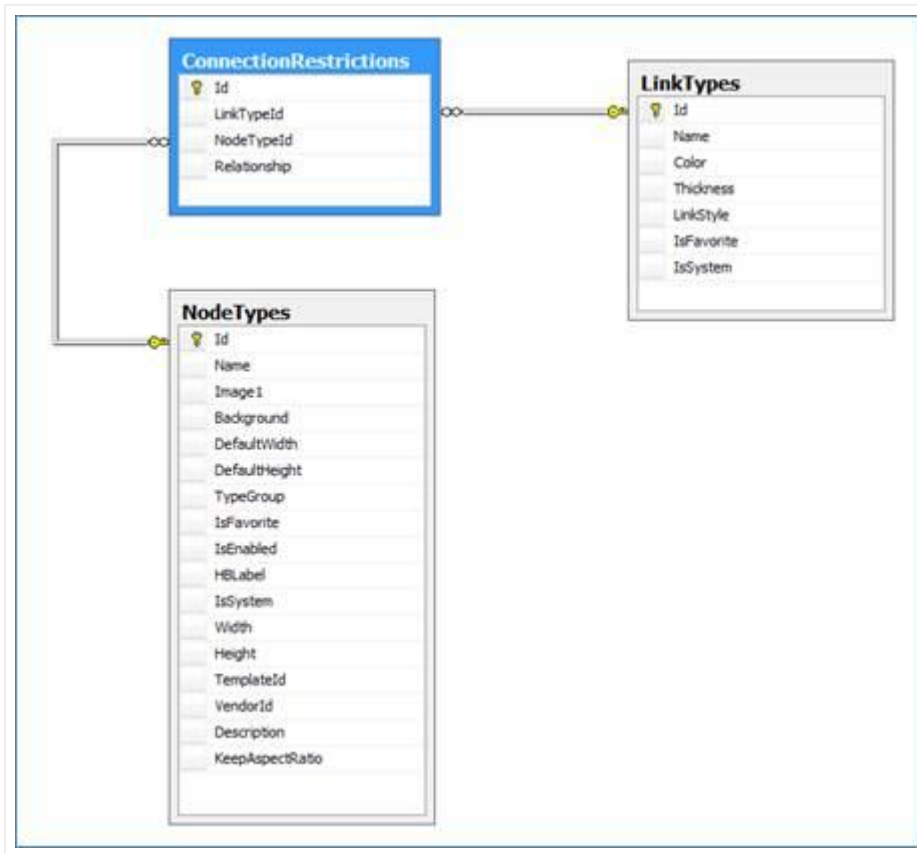 ConnectionRestrictions
Id
LinkTypeId
NodeTypeId
Relationship
LinkTypes
Id
Name
Color
Thickness
LinkStyle
IsFavorite
IsSystem
NodeTypes
Id
Name
Image1
Background
DefaultWidth
DefaultHeight
TypeGroup
IsFavorite
IsEnabled
HBLabel
IsSystem
Width
Height
TemplateId
VendorId
Description
KeepAspectRatio